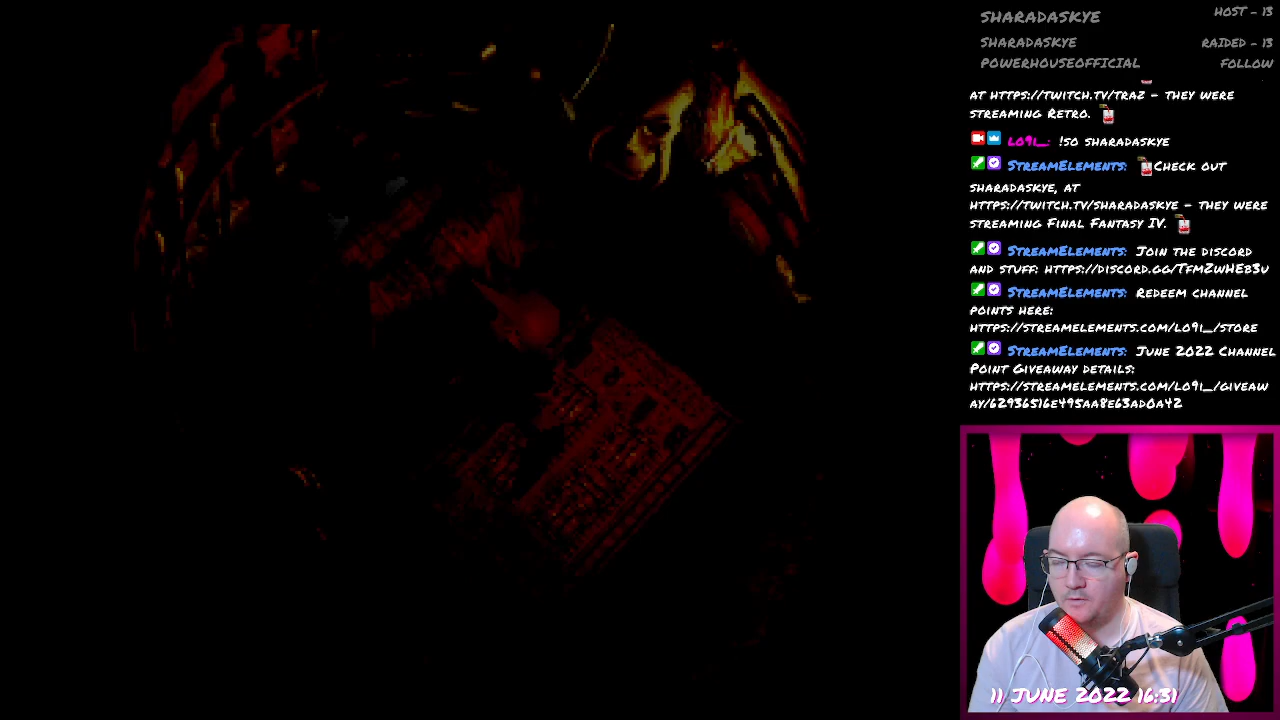 SHARADASKYE HOST - 13
SHARADASKYE RAIDED - 13
POWERHOUSEOFFICIAL FOLLOW
AT HTTPS://TWITCH.TV/TRAZ - THEY WERE
STREAMING RETRO.
LO9I_: !SO SHARADASKYE
STREAMELEMENTS: CHECK OUT
SHARADASKYE, AT
HTTPS://TWITCH.TV/SHARADASKYE - THEY WERE
STREAMING FINAL FANTASY IV.
STREAMELEMENTS: JOIN THE DISCORD
AND STUFF: HTTPS://DISCORD.GG/TFMZWHE83U
STREAMELEMENTS: REDEEM CHANNEL
POINTS HERE:
HTTPS://STREAMELEMENTS.COM/LO9I_/STORE
STREAMELEMENTS: JUNE 2022 CHANNEL
POINT GIVEAWAY DETAILS:
HTTPS://STREAMELEMENTS.COM/LO9I_/GIVEAW
AY/62936516E495AA8E63AD0A42
11 JUNE 2022 16:31